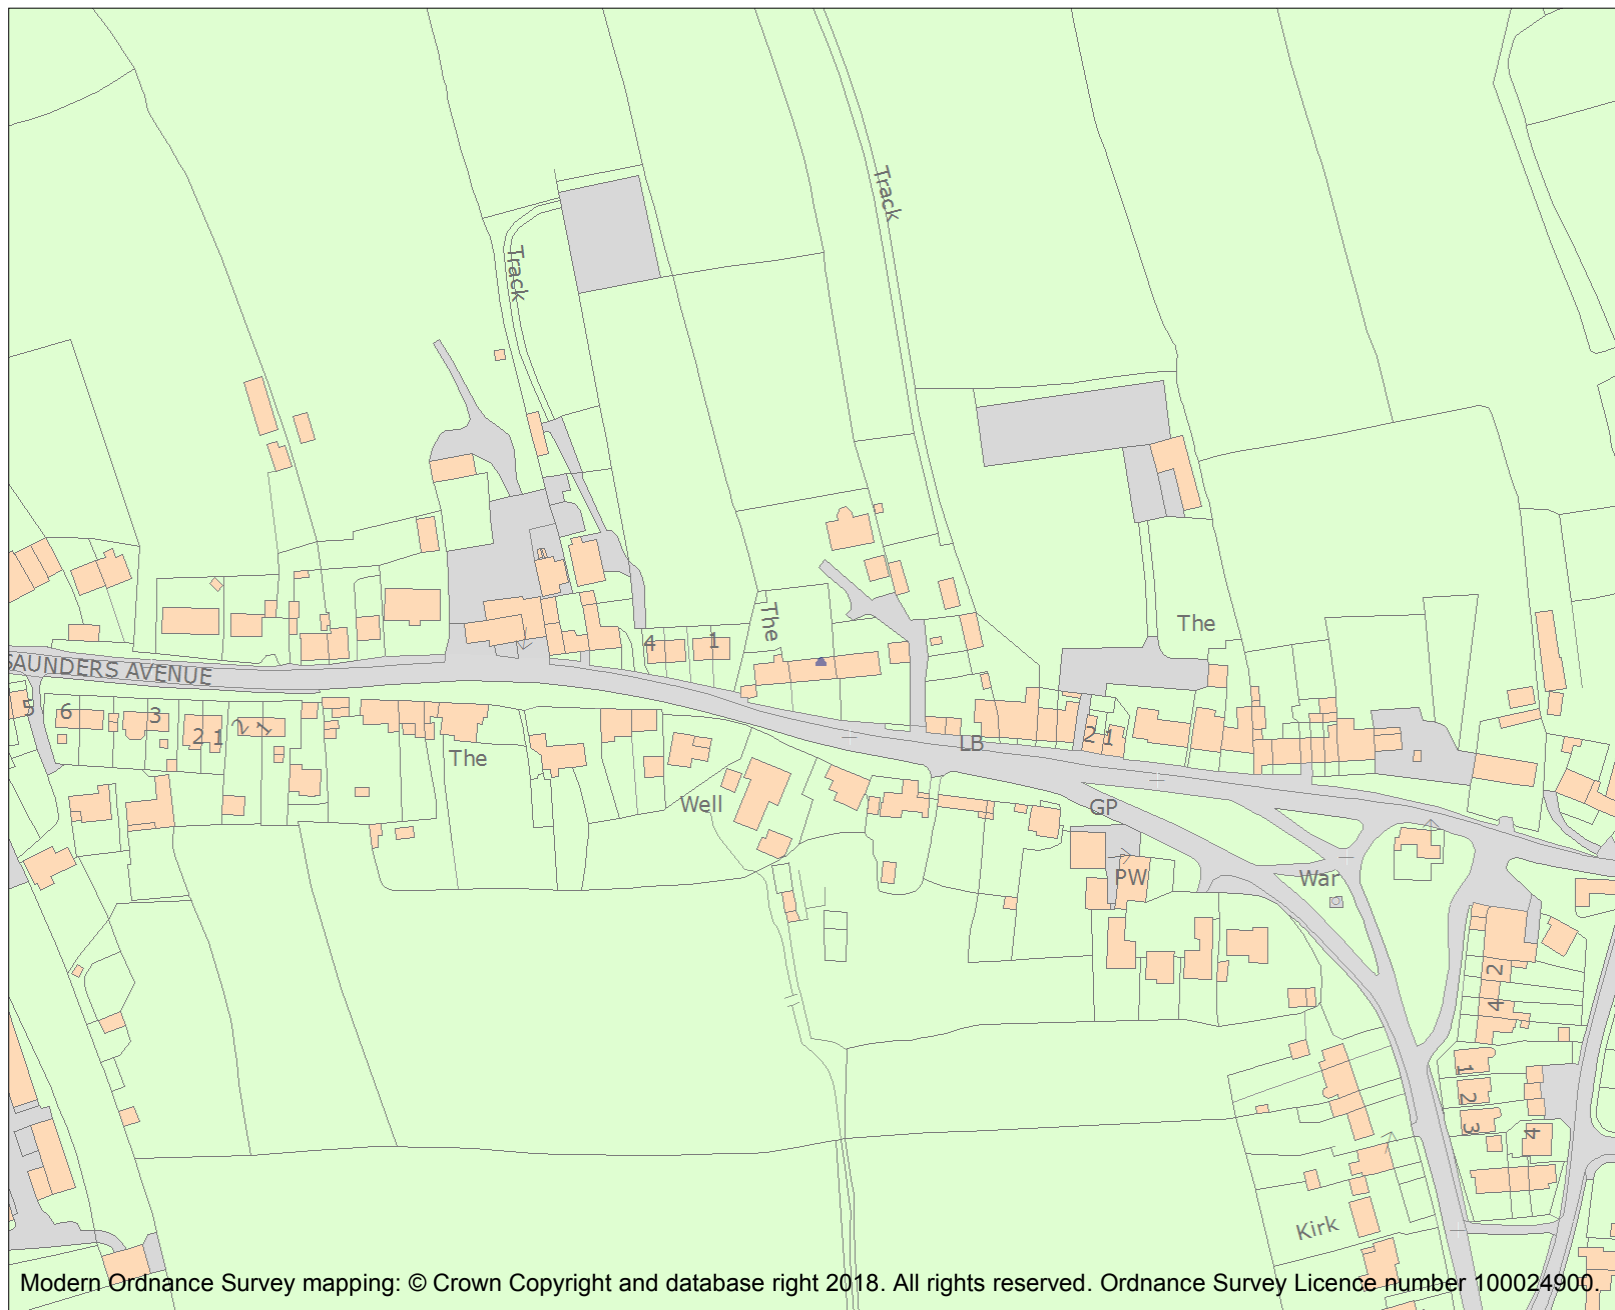 Track
Track
The
The
4
1
SAUNDERS AVENUE
5
6
3
2 1
2
1
The
LB
2 1
Well
GP
PW
War
2
4
1
2
3
4
Kirk
Modern Ordnance Survey mapping: © Crown Copyright and database right 2018. All rights reserved. Ordnance Survey Licence number 100024900.